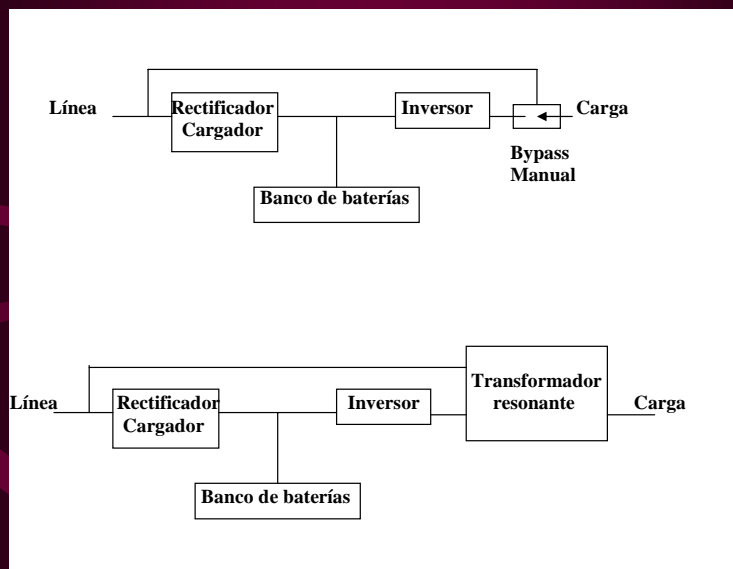 Línea
Rectificador
Cargador
Inversor
Carga
Bypass
Manual
Banco de baterías
Línea
Rectificador
Cargador
Inversor
Transformador
resonante
Carga
Banco de baterías